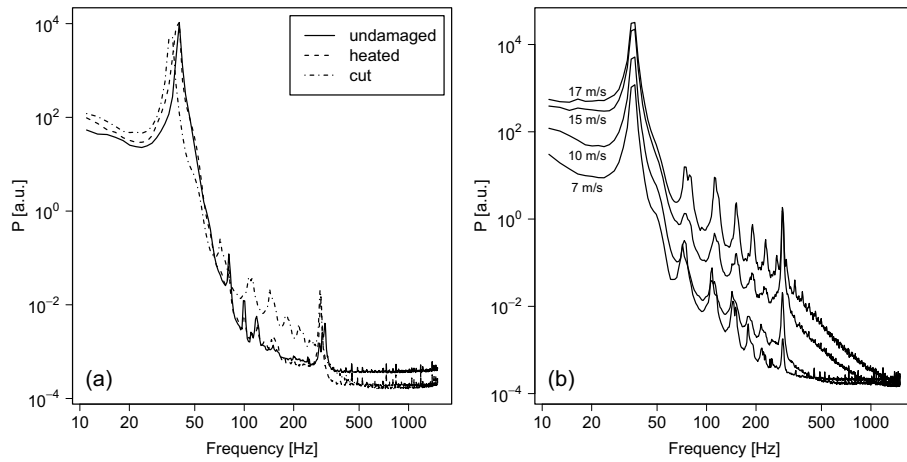 10^4
10^2
10^0
10^−2
10^−4
P [a.u.]
undamaged
heated
cut
(a)
10 20 50 100 200 500 1000
Frequency [Hz]
10^4
10^2
10^0
10^−2
10^−4
P [a.u.]
17 m/s
15 m/s
10 m/s
7 m/s
(b)
10 20 50 100 200 500 1000
Frequency [Hz]